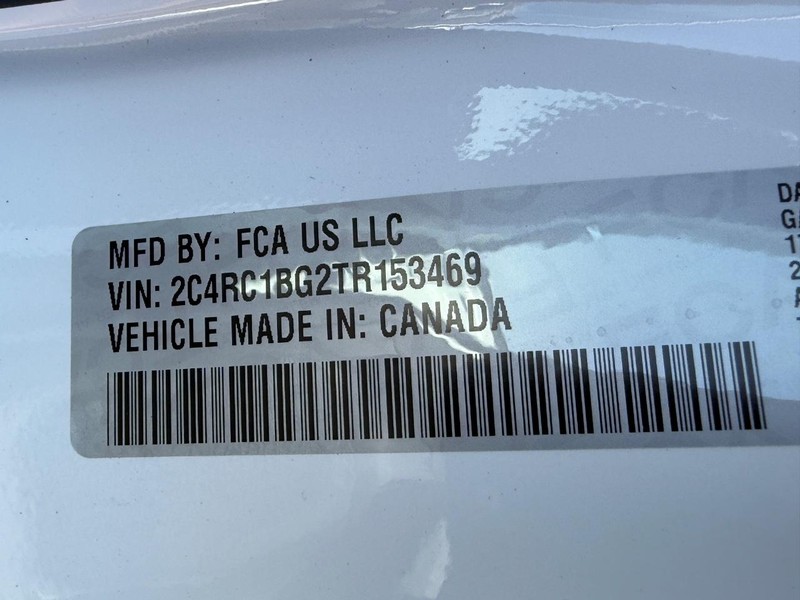 MFD BY: FCA US LLC
VIN: 2C4RC1BG2TR153469
VEHICLE MADE IN: CANADA